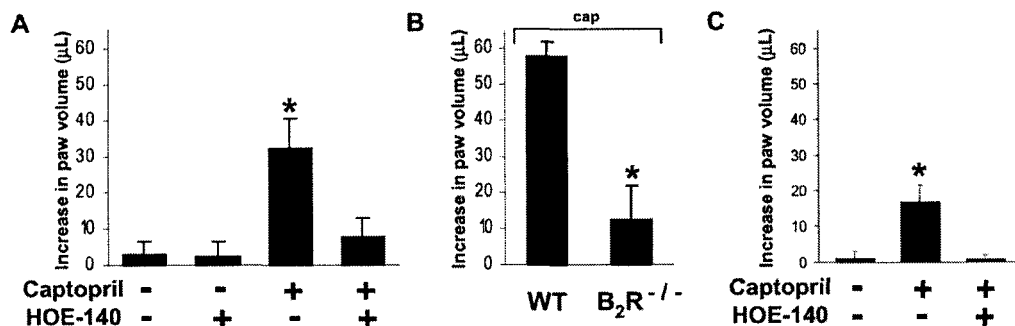 A
Increase in paw volume (µL)
60
50
40
30
20
10
0
*
Captopril - - + +
HOE-140 - + - +
B
cap
Increase in paw volume (µL)
60
50
40
30
20
10
0
*
WT B₂R⁻/⁻
C
Increase in paw volume (µL)
60
50
40
30
20
10
0
*
Captopril - + +
HOE-140 - - +